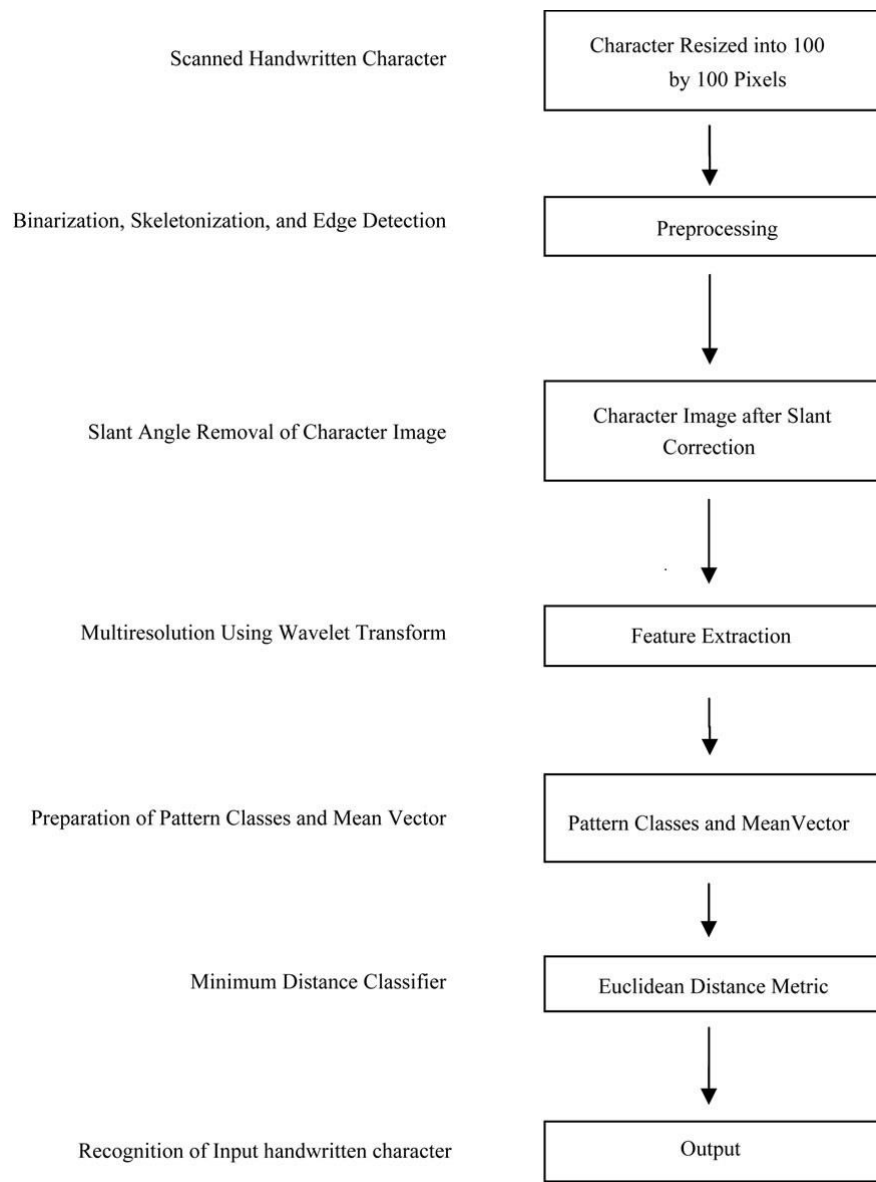 Scanned Handwritten Character
Character Resized into 100
by 100 Pixels
Binarization, Skeletonization, and Edge Detection
Preprocessing
Slant Angle Removal of Character Image
Character Image after Slant
Correction
Multiresolution Using Wavelet Transform
Feature Extraction
Preparation of Pattern Classes and Mean Vector
Pattern Classes and MeanVector
Minimum Distance Classifier
Euclidean Distance Metric
Recognition of Input handwritten character
Output